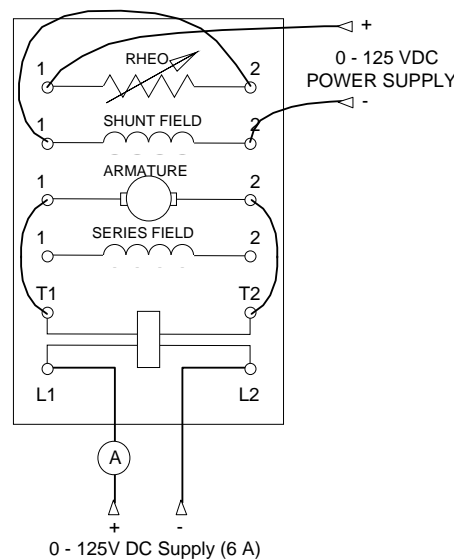 +
0 - 125 VDC
POWER SUPPLY
-
1 RHEO 2
1 SHUNT FIELD 2
ARMATURE
1 2
SERIES FIELD
1 2
T1 T2
L1 L2
A
+ -
0 - 125V DC Supply (6 A)